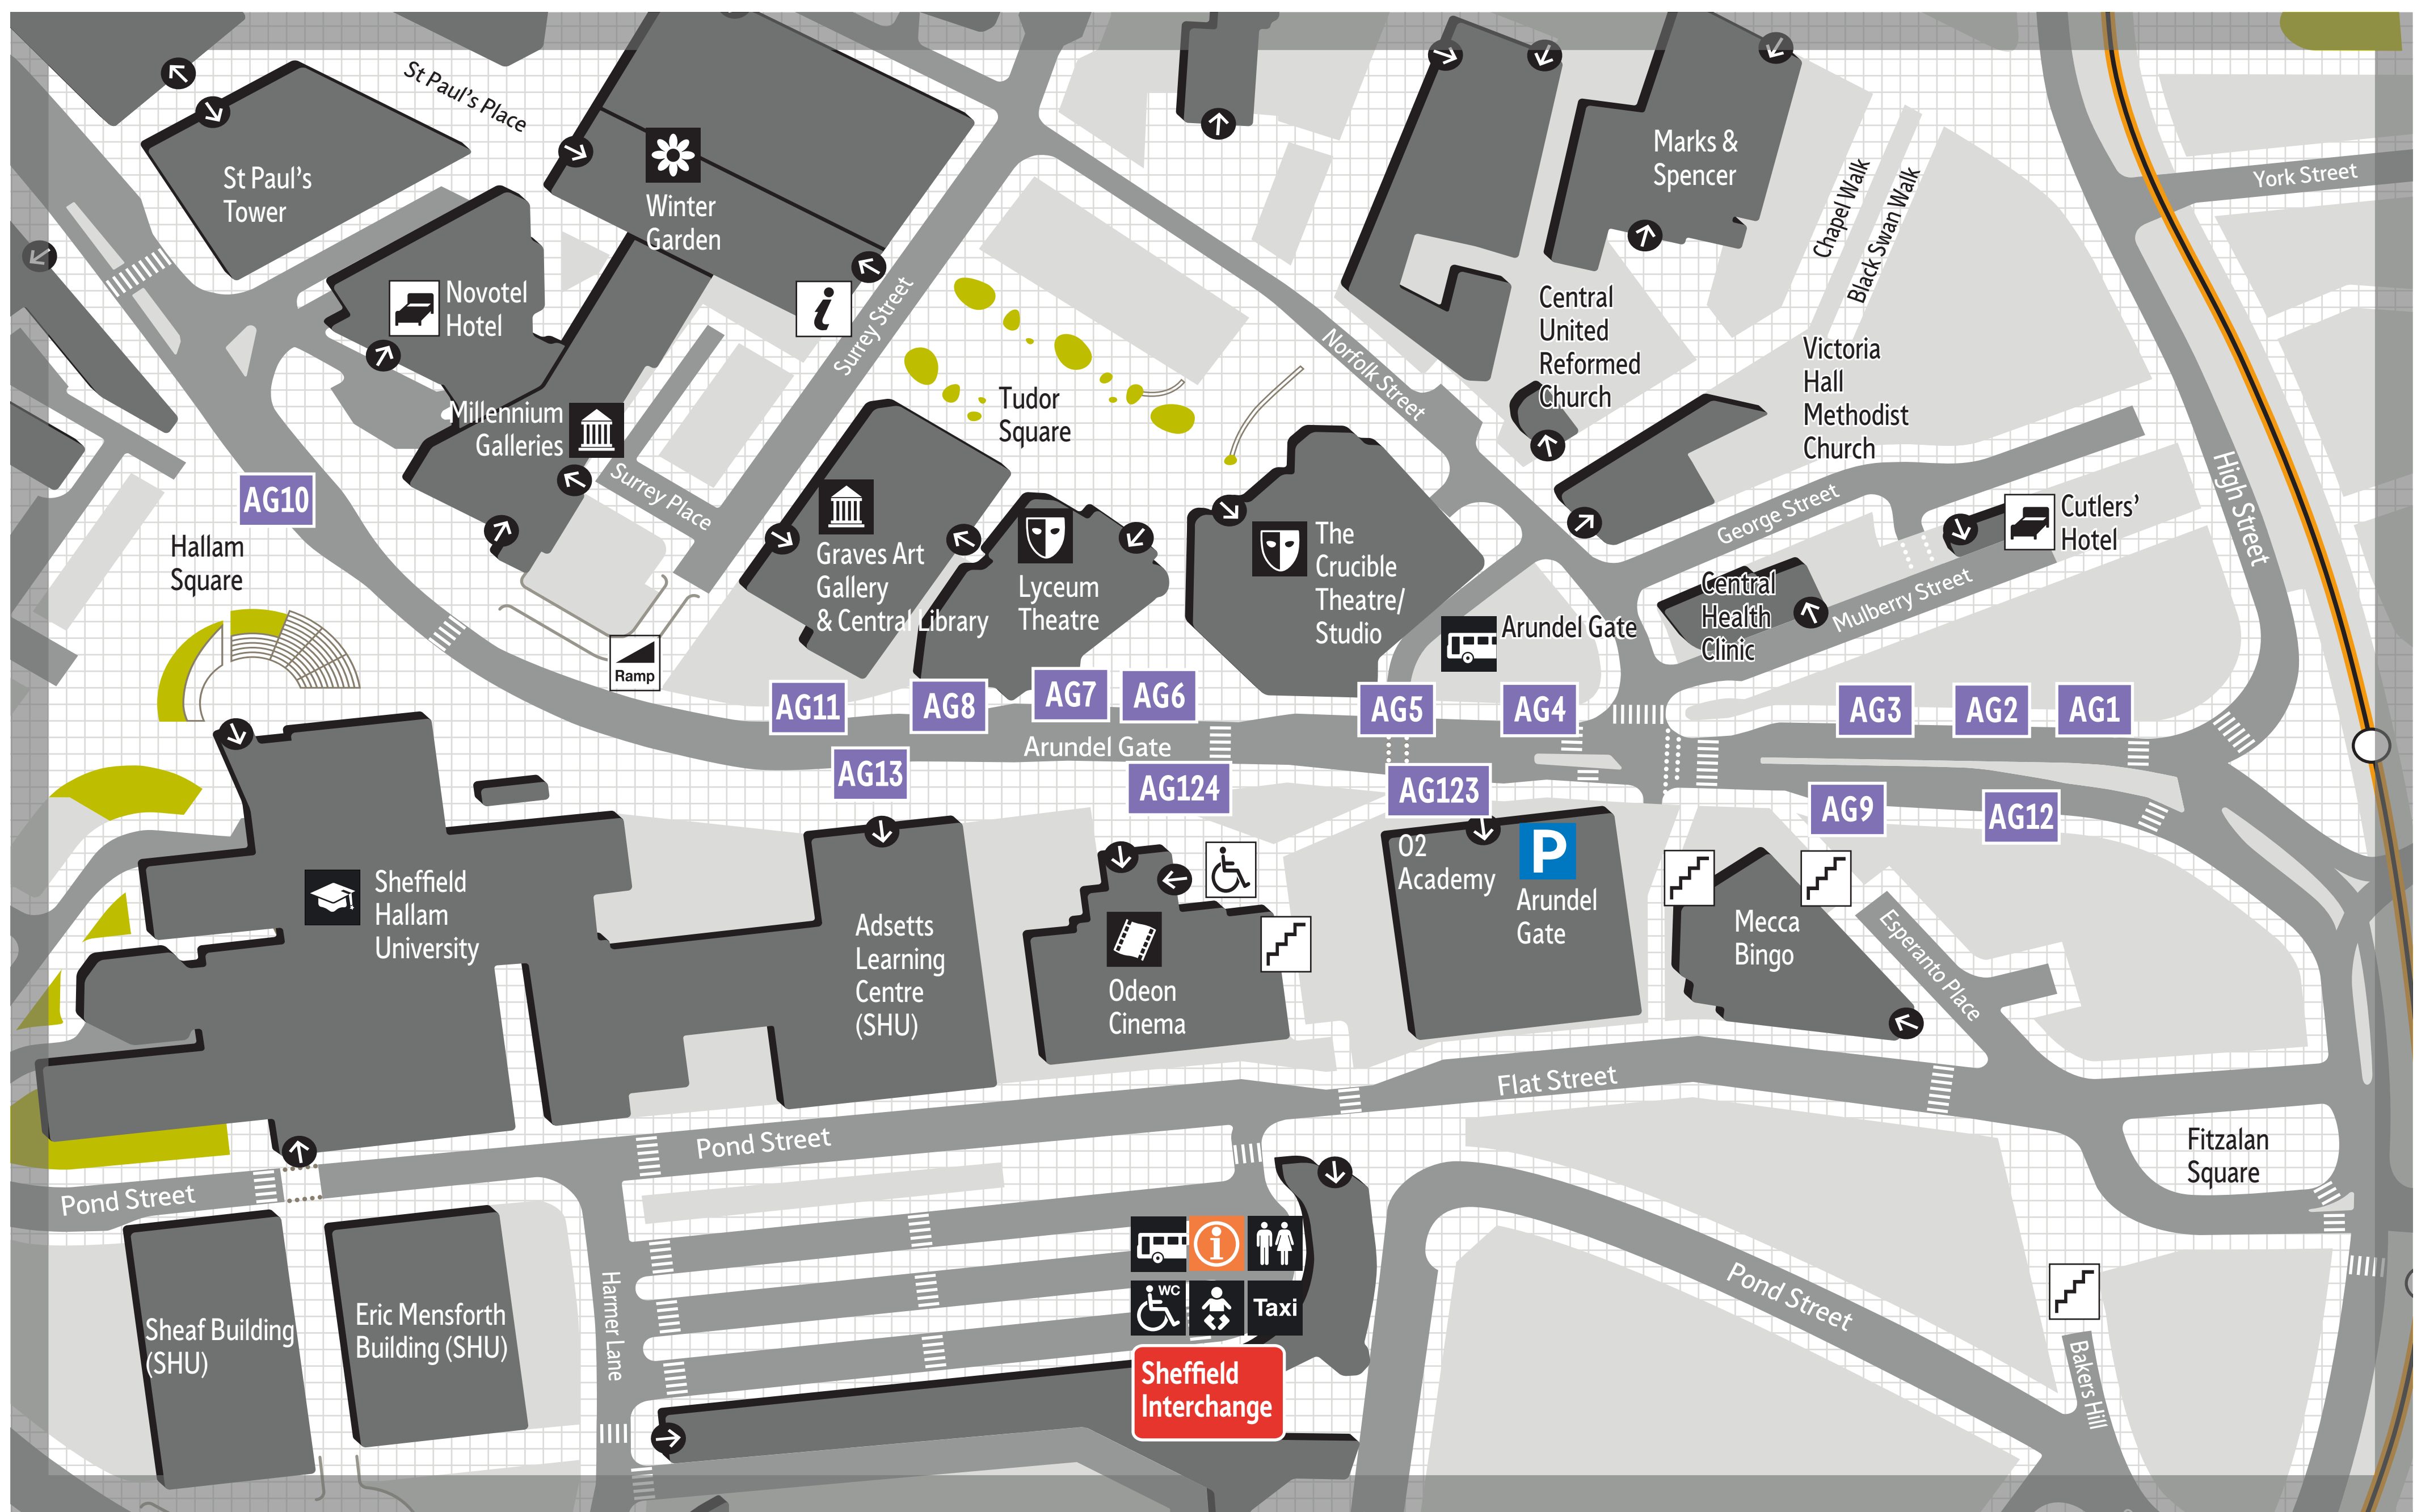 St Paul's Place
St Paul's
Tower
Winter
Garden
Marks &
Spencer
Chapel Walk
Black Swan Walk
York Street
Novotel
Hotel
Surrey Street
Central
United
Reformed
Church
Norfolk Street
Victoria
Hall
Methodist
Church
Tudor
Square
Millennium
Galleries
Surrey Place
AG10
Hallam
Square
Graves Art
Gallery
& Central Library
Lyceum
Theatre
The
Crucible
Theatre/
Studio
George Street
Cutlers'
Hotel
High Street
Central
Health
Clinic
Mulberry Street
Arundel Gate
Ramp
AG11
AG8
AG7
AG6
AG5
AG4
AG3
AG2
AG1
Arundel Gate
AG13
AG124
AG123
AG9
AG12
O2
Academy
P
Arundel
Gate
Mecca
Bingo
Esperanto Place
Sheffield
Hallam
University
Adsetts
Learning
Centre
(SHU)
Odeon
Cinema
Flat Street
Pond Street
Pond Street
Fitzalan
Square
Sheaf Building
(SHU)
Eric Mensforth
Building (SHU)
Harmer Lane
i
i
WC
Taxi
Sheffield
Interchange
Pond Street
Bakers Hill